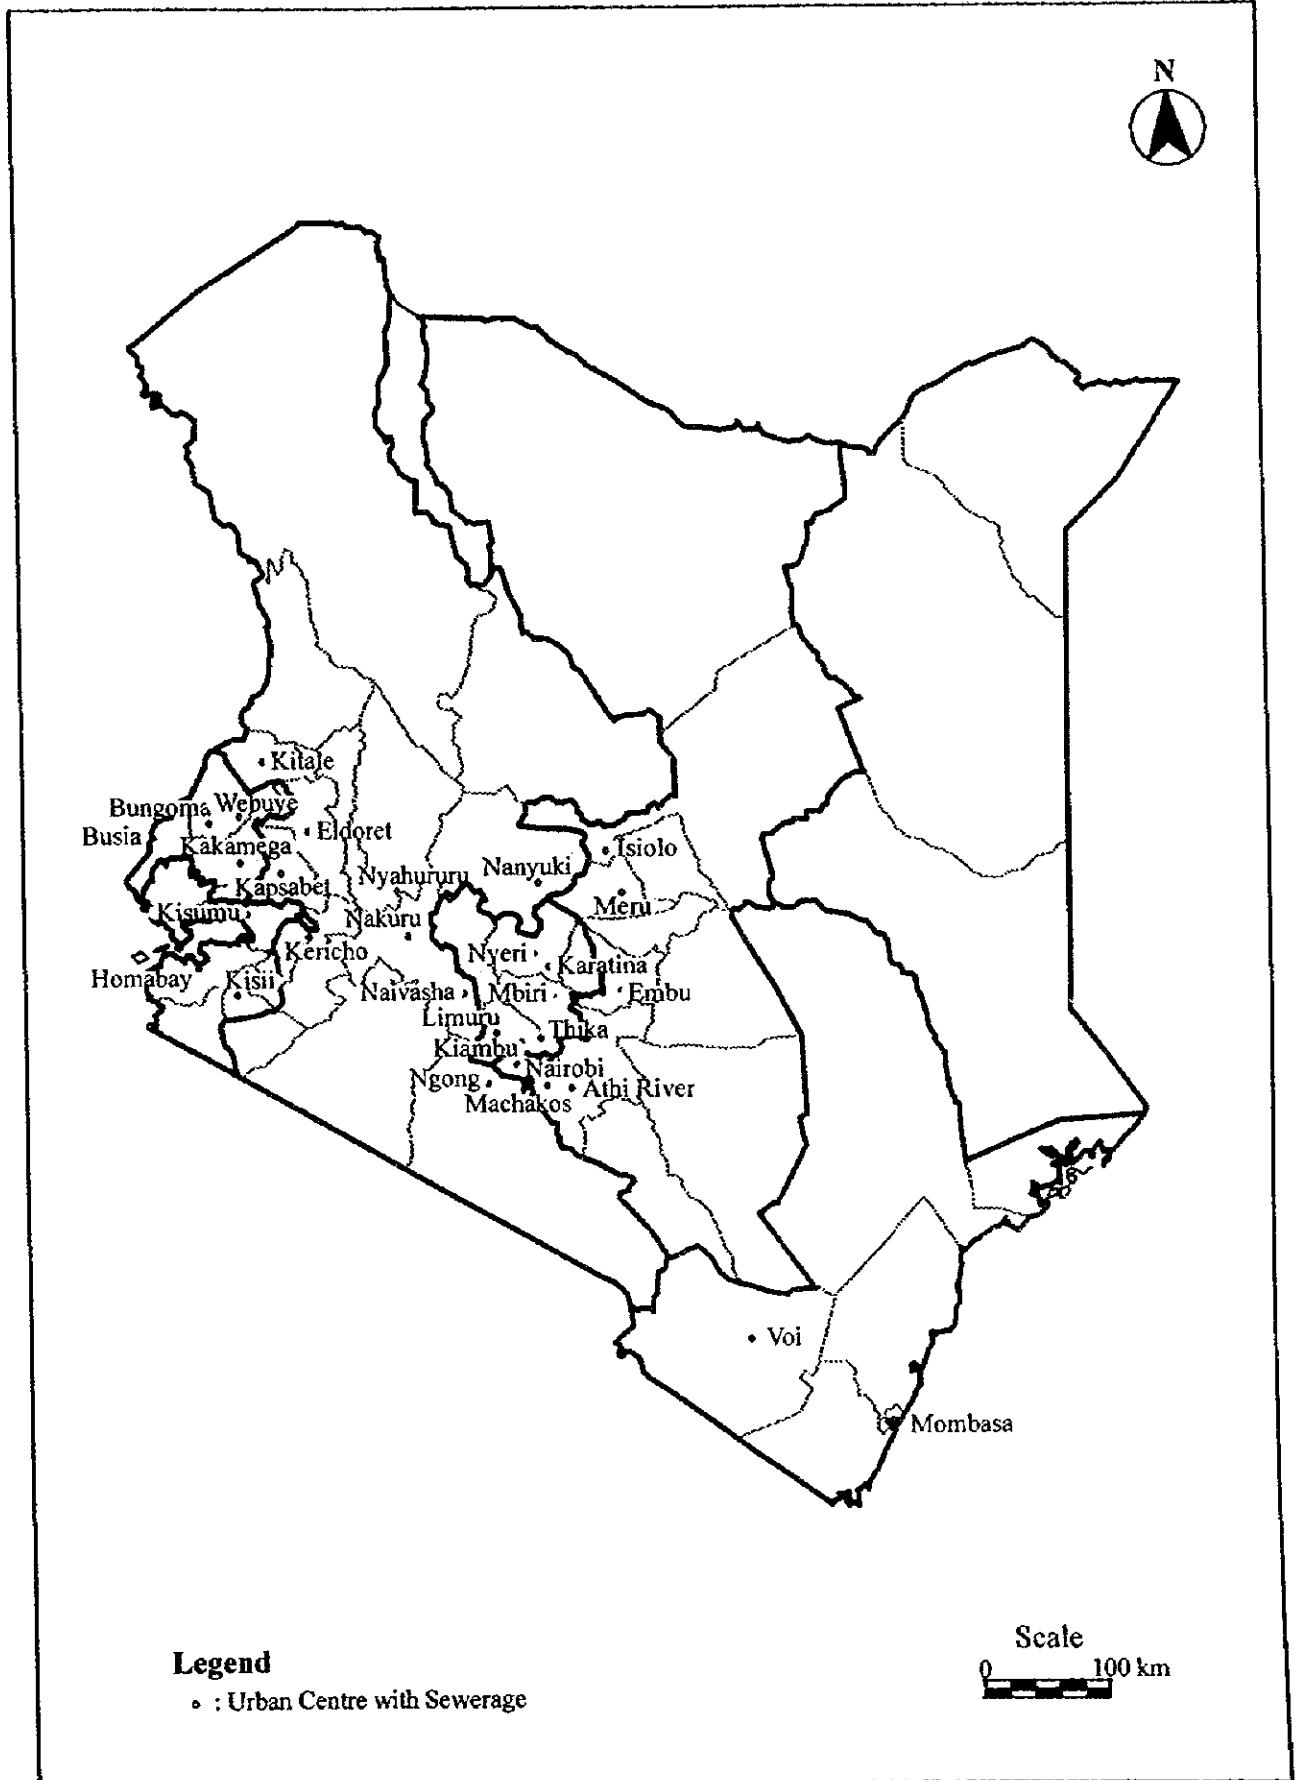 N
Kitale
Bungoma
Webuye
Busia
Eldoret
Kakamega
Isiolo
Nanyuki
Nyahururu
Kapsabet
Meru
Kisumu
Nakuru
Kericho
Nyeri
Karatina
Homabay
Kisii
Naivasha
Mbiri
Embu
Limuru
Thika
Kiambu
Nairobi
Ngong
Athi River
Machakos
Voi
Mombasa
Scale
0 100 km
Legend
: Urban Centre with Sewerage